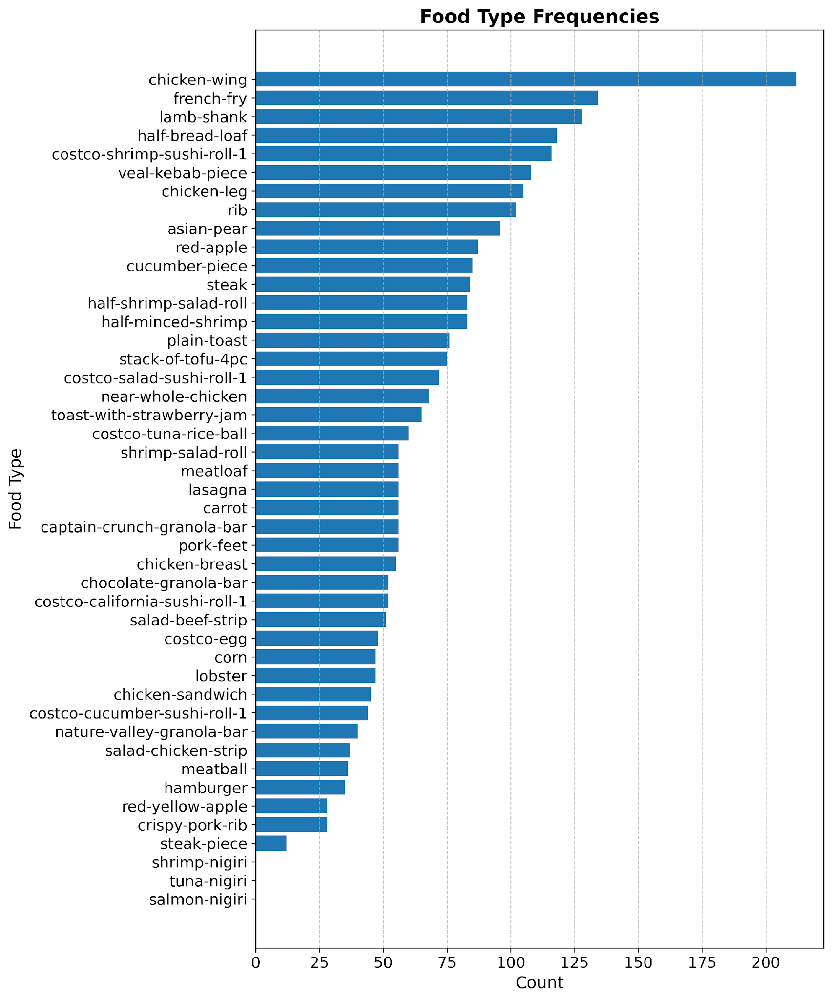 Food Type Frequencies
chicken-wing
french-fry
lamb-shank
half-bread-loaf
costco-shrimp-sushi-roll-1
veal-kebab-piece
chicken-leg
rib
asian-pear
red-apple
cucumber-piece
steak
half-shrimp-salad-roll
half-minced-shrimp
plain-toast
stack-of-tofu-4pc
costco-salad-sushi-roll-1
near-whole-chicken
toast-with-strawberry-jam
costco-tuna-rice-ball
shrimp-salad-roll
meatloaf
lasagna
carrot
captain-crunch-granola-bar
pork-feet
chicken-breast
chocolate-granola-bar
costco-california-sushi-roll-1
salad-beef-strip
costco-egg
corn
lobster
chicken-sandwich
costco-cucumber-sushi-roll-1
nature-valley-granola-bar
salad-chicken-strip
meatball
hamburger
red-yellow-apple
crispy-pork-rib
steak-piece
shrimp-nigiri
tuna-nigiri
salmon-nigiri
Food Type
0 25 50 75 100 125 150 175 200
Count